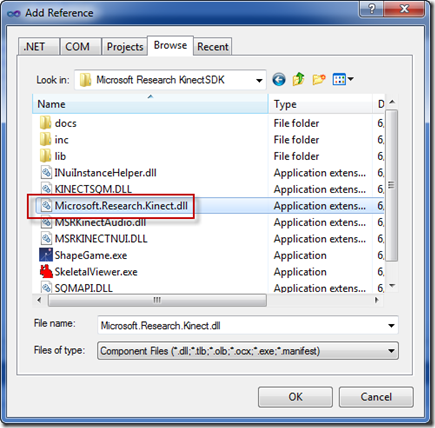 Add Reference
.NET COM Projects Browse Recent
Look in: Microsoft Research KinectSDK
Name Type D
docs File folder 6,
inc File folder 6,
lib File folder 6,
INuiInstanceHelper.dll Application extens... 6,
KINECTSQM.DLL Application extens... 6,
Microsoft.Research.Kinect.dll Application extens... 6,
MSRKinectAudio.dll Application extens... 6,
MSRKINECTNUI.DLL Application extens... 6,
ShapeGame.exe Application 6,
SkeletalViewer.exe Application 6,
SQMAPI.DLL Application extens... 6,
File name: Microsoft.Research.Kinect.dll
Files of type: Component Files (*.dll;*.tlb;*.olb;*.ocx;*.exe;*.manifest)
OK Cancel